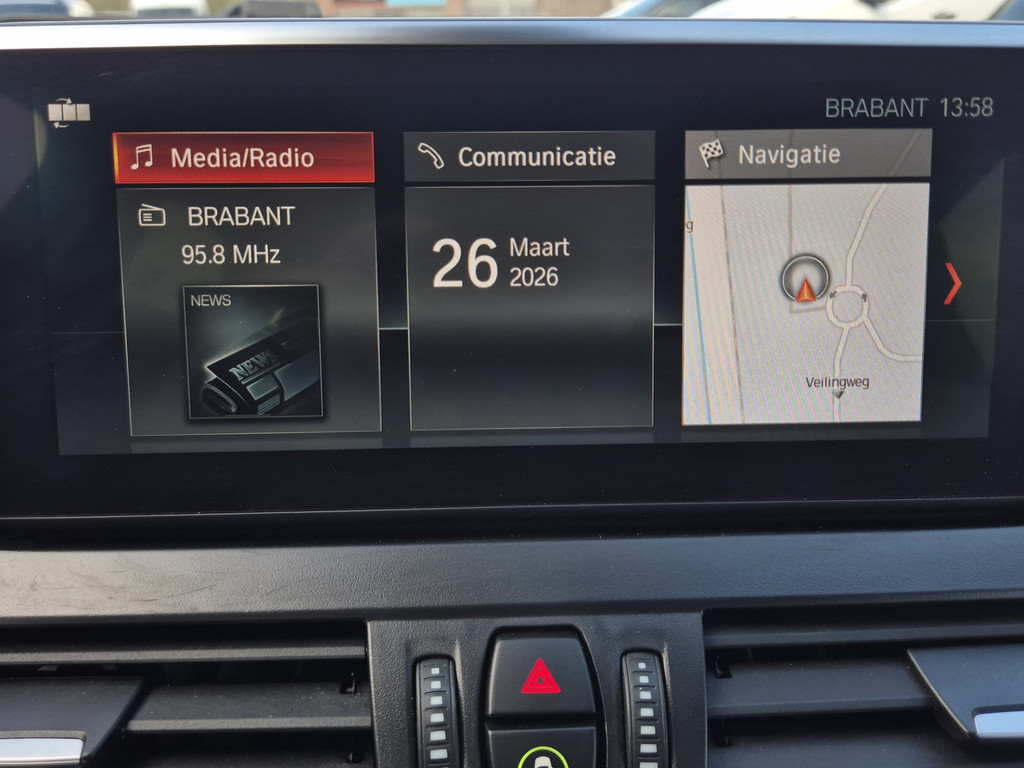 BRABANT 13:58
Media/Radio
BRABANT
95.8 MHz
NEWS
NEWS
Communicatie
26 Maart
2026
Navigatie
g
Veilingweg